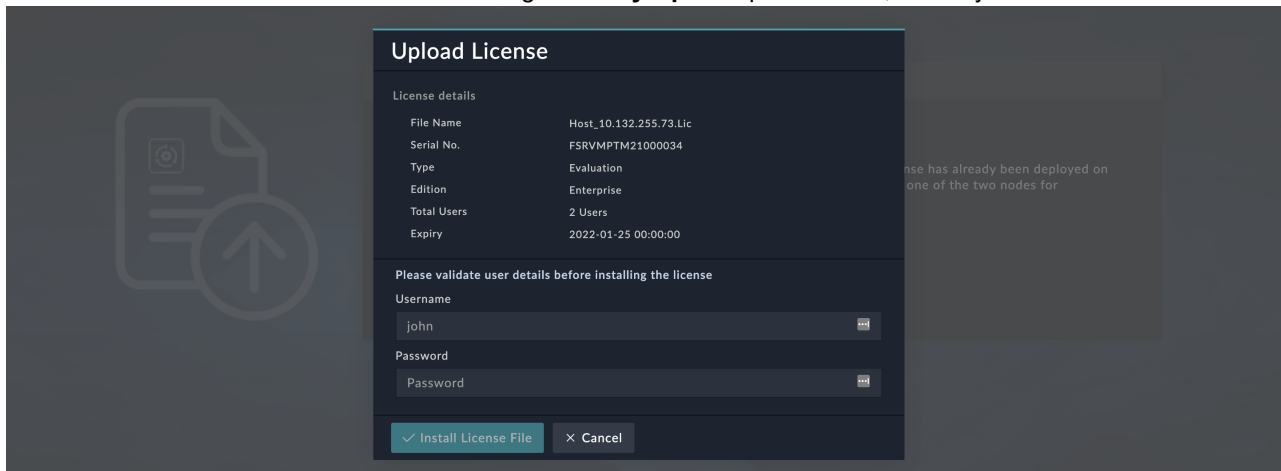 Upload License
License details
File Name Host_10.132.255.73.Lic
Serial No. FSRVMPTM21000034
Type Evaluation
Edition Enterprise
Total Users 2 Users
Expiry 2022-01-25 00:00:00
has already been deployed on
one of the two nodes for
Please validate user details before installing the license
Username
john
Password
Password
Install License File
Cancel